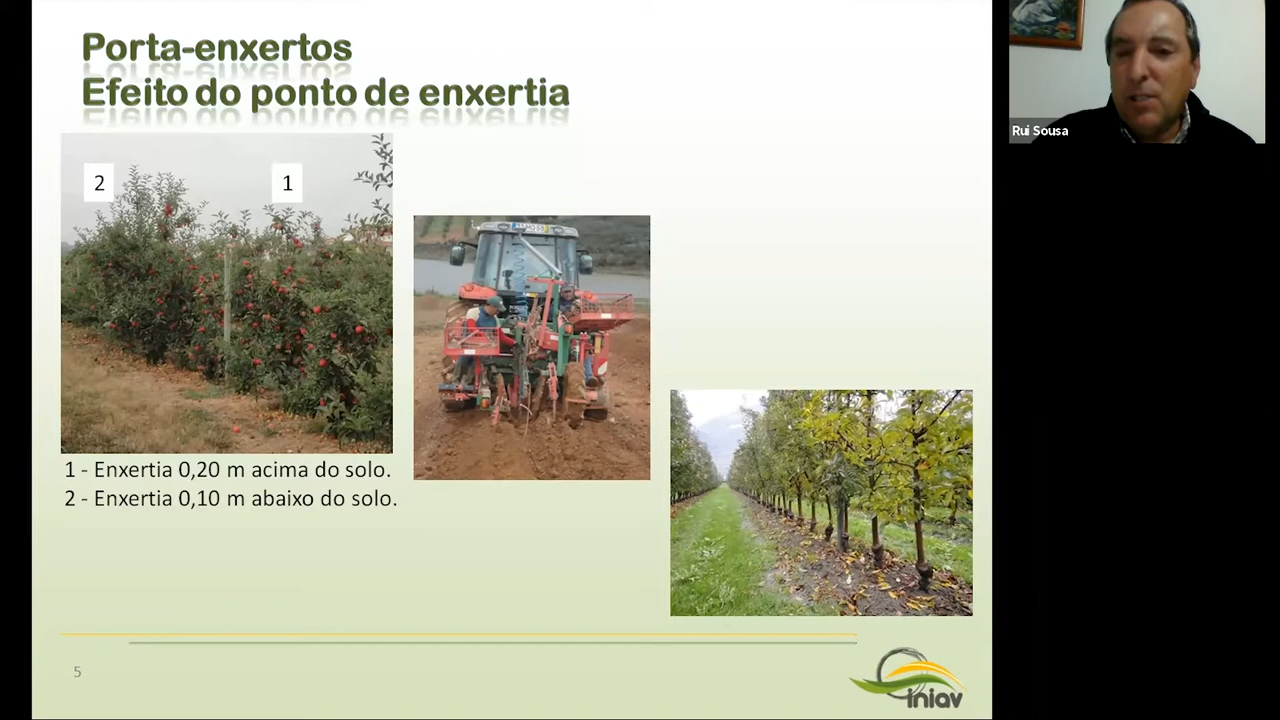 Porta-enxertos
Efeito do ponto de enxertia
2
1
1 - Enxertia 0,20 m acima do solo.
2 - Enxertia 0,10 m abaixo do solo.
5
iniav
Rui Sousa